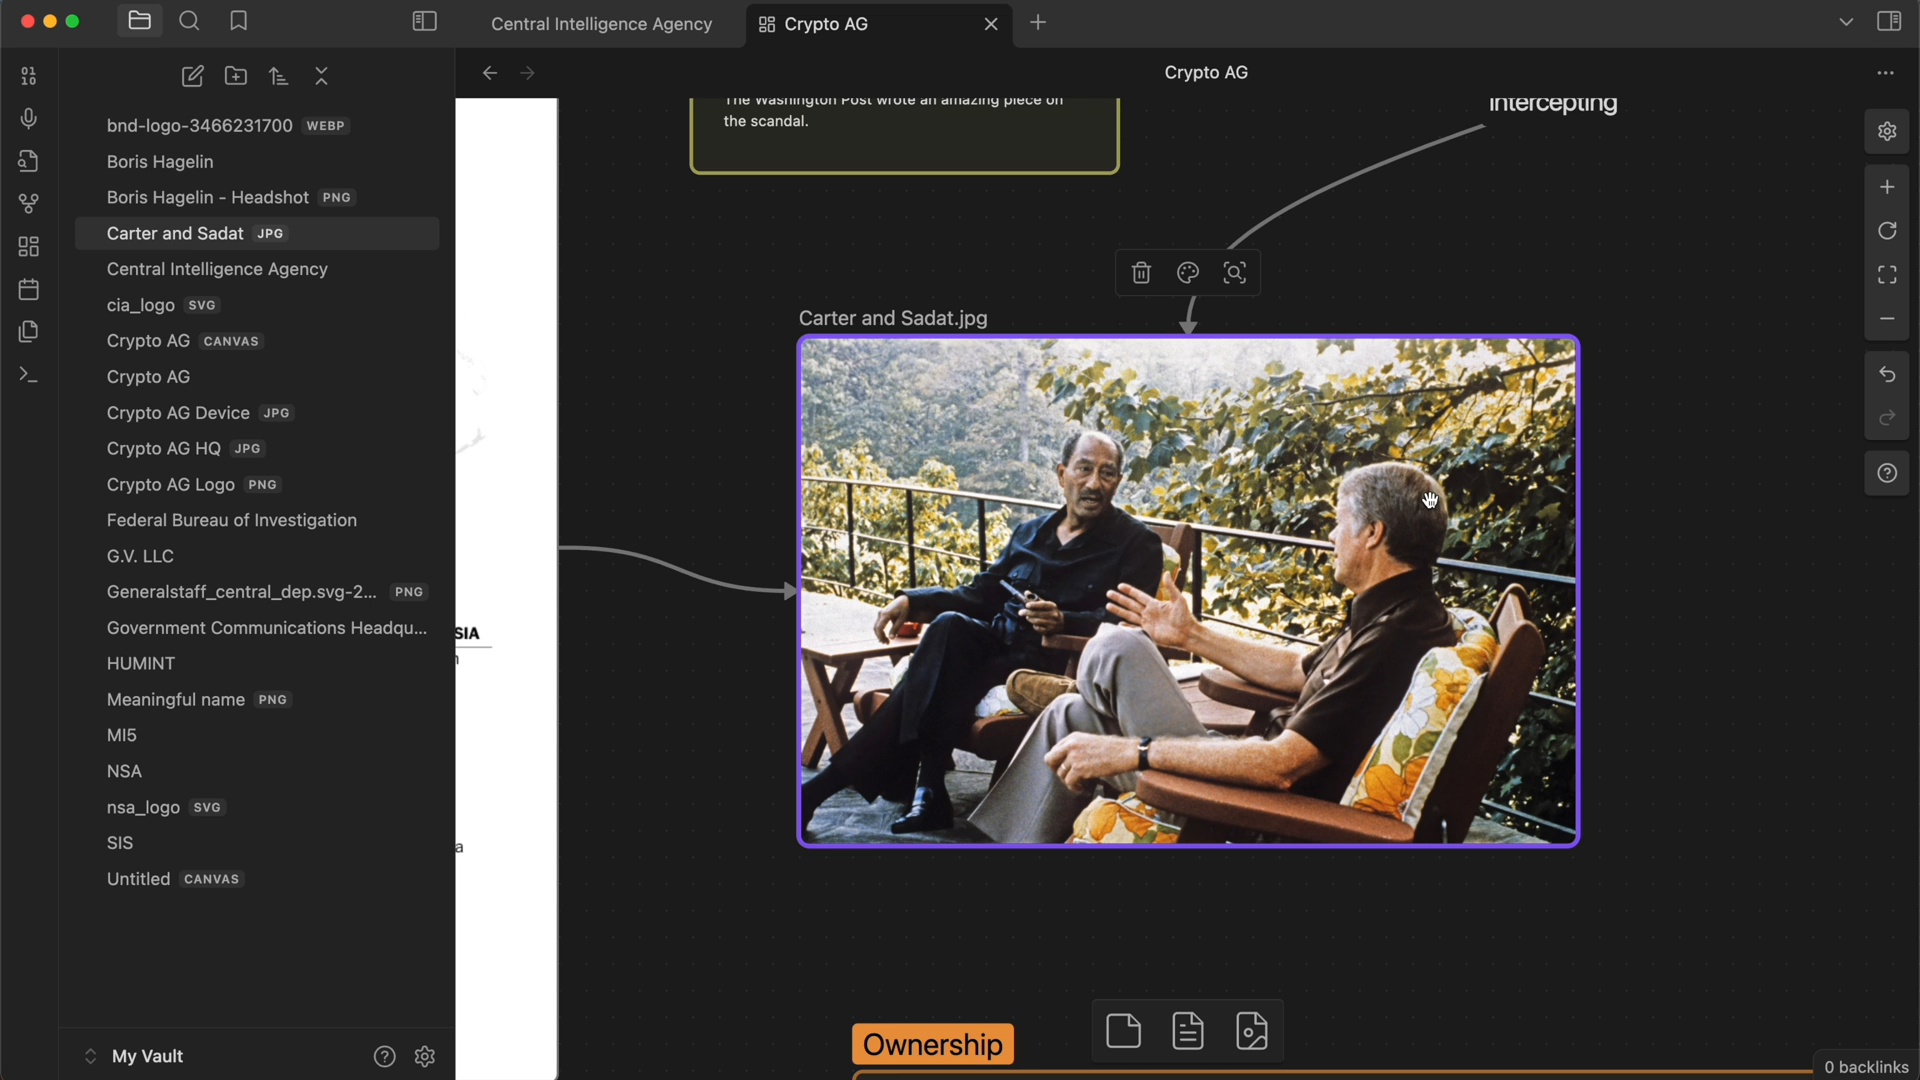 Central Intelligence Agency
Crypto AG
Crypto AG
bnd-logo-3466231700 WEBP
Boris Hagelin
Boris Hagelin - Headshot PNG
Carter and Sadat JPG
Central Intelligence Agency
cia_logo SVG
Crypto AG CANVAS
Crypto AG
Crypto AG Device JPG
Crypto AG HQ JPG
Crypto AG Logo PNG
Federal Bureau of Investigation
G.V. LLC
Generalstaff_central_dep.svg-2... PNG
Government Communications Headqu...
HUMINT
Meaningful name PNG
MI5
NSA
nsa_logo SVG
SIS
Untitled CANVAS
My Vault
The Washington Post wrote an amazing piece on
the scandal.
intercepting
Carter and Sadat.jpg
SIA
a
Ownership
0 backlinks